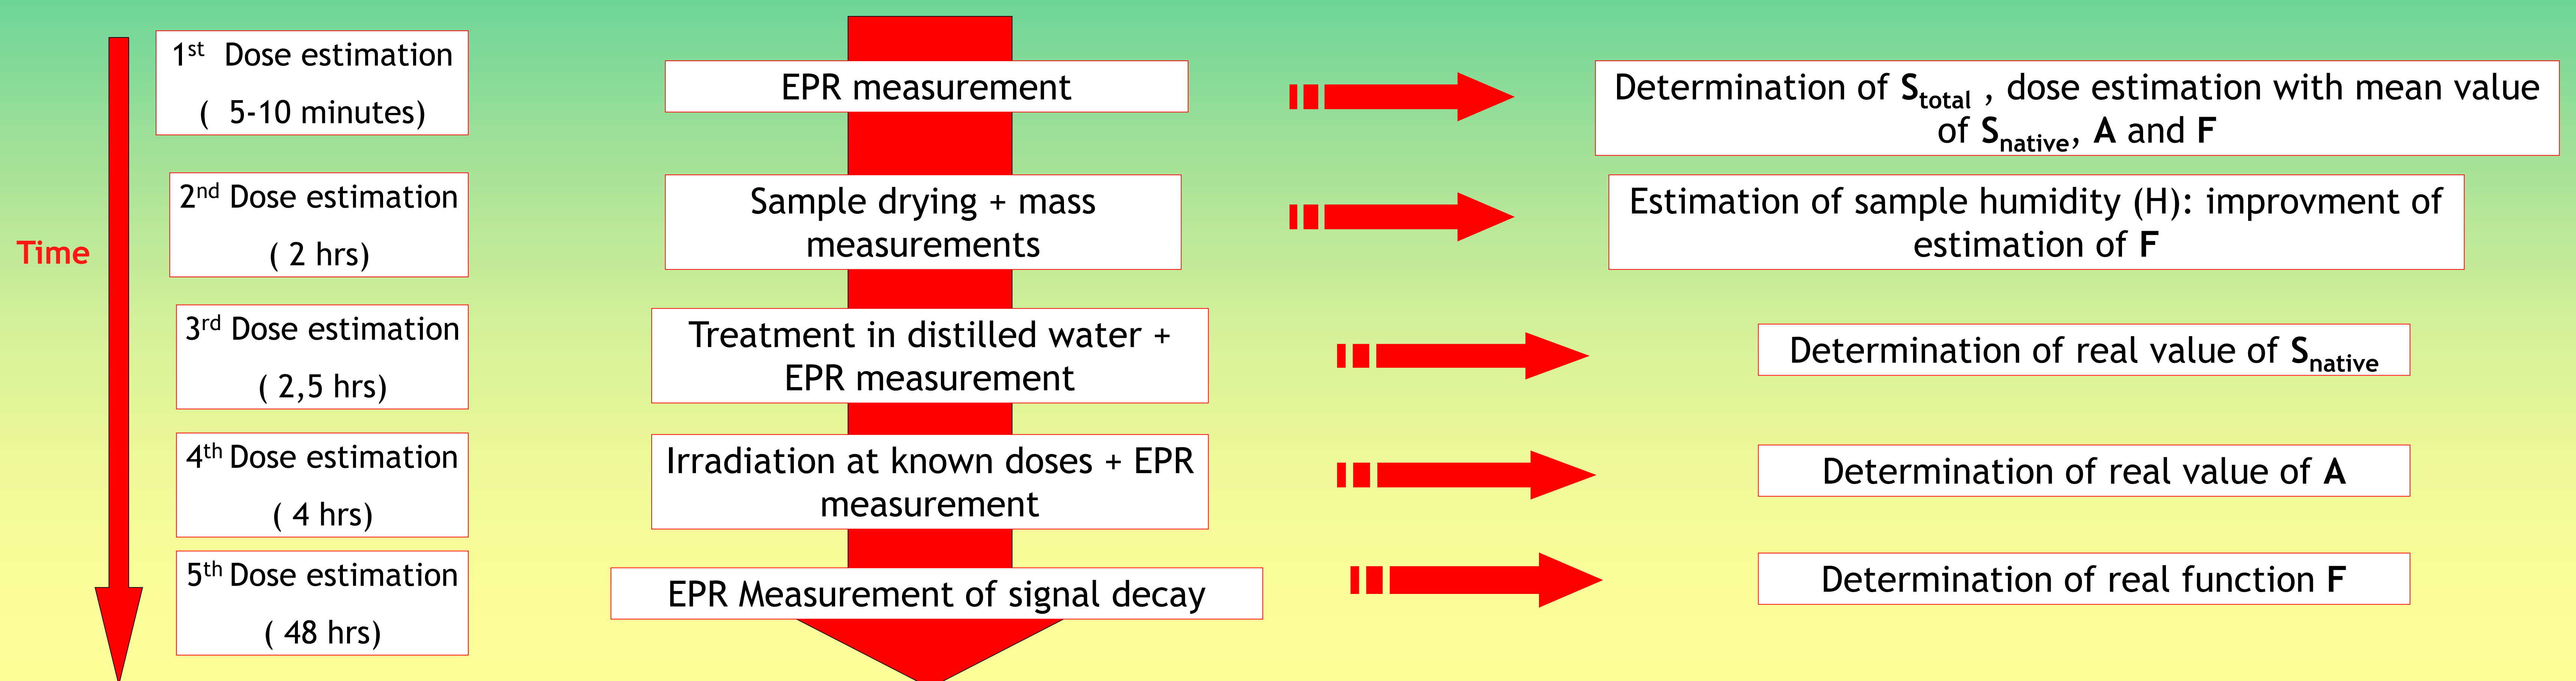 Time
1st Dose estimation
( 5-10 minutes)
EPR measurement
Determination of Stotal , dose estimation with mean value
of Snative, A and F
2nd Dose estimation
( 2 hrs)
Sample drying + mass
measurements
Estimation of sample humidity (H): improvment of
estimation of F
3rd Dose estimation
( 2,5 hrs)
Treatment in distilled water +
EPR measurement
Determination of real value of Snative
4th Dose estimation
( 4 hrs)
Irradiation at known doses + EPR
measurement
Determination of real value of A
5th Dose estimation
( 48 hrs)
EPR Measurement of signal decay
Determination of real function F